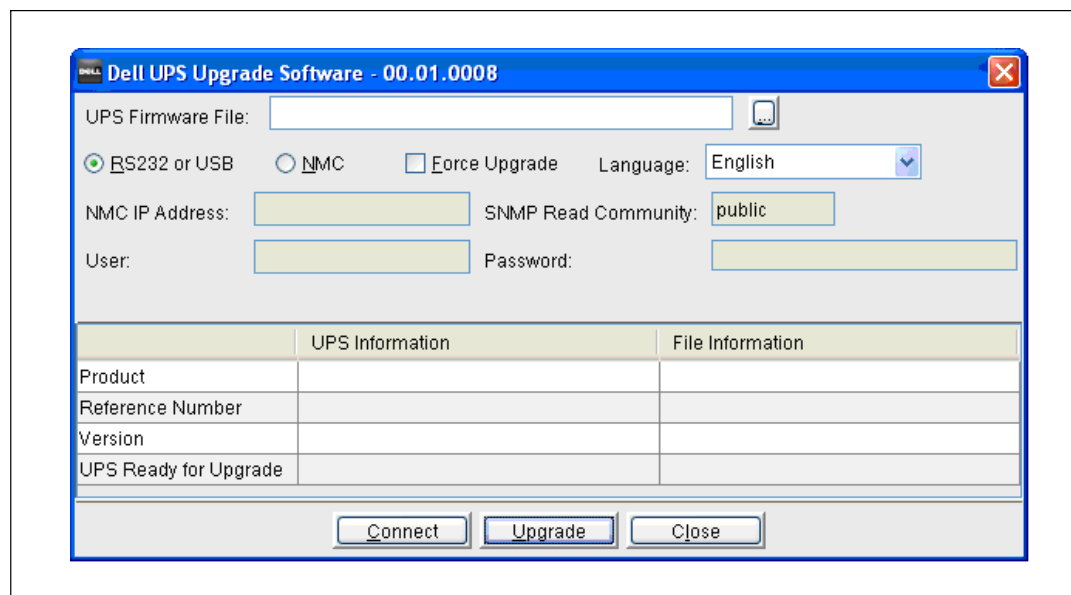 DELL Dell UPS Upgrade Software - 00.01.0008
UPS Firmware File: ...
RS232 or USB NMC Force Upgrade Language: English
NMC IP Address: SNMP Read Community: public
User: Password:
UPS Information File Information
Product
Reference Number
Version
UPS Ready for Upgrade
Connect Upgrade Close